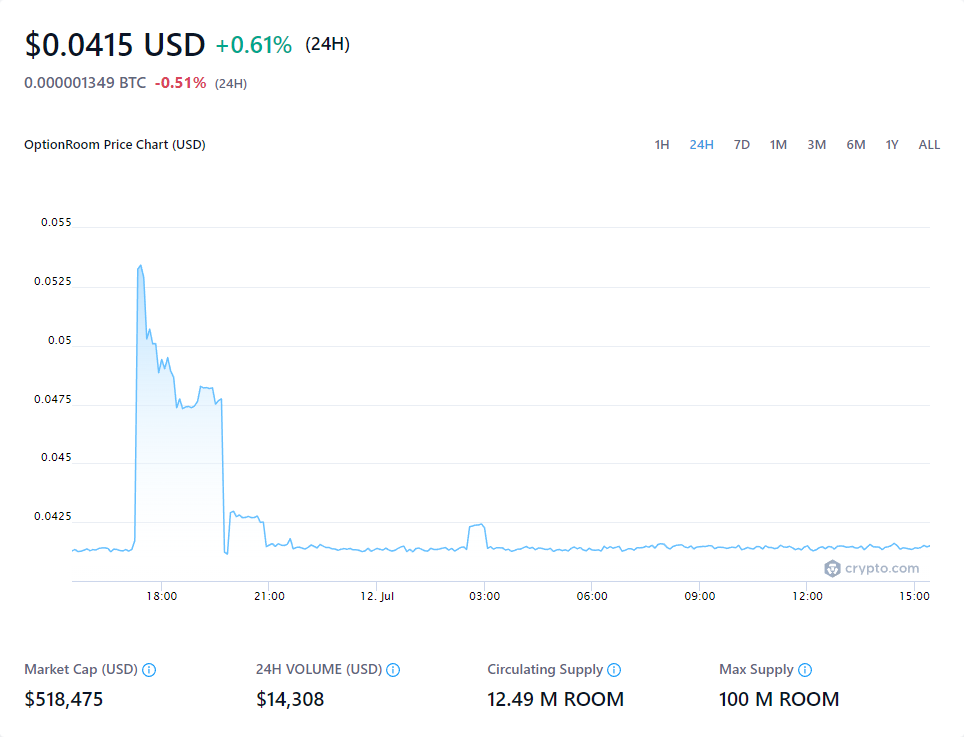 $0.0415 USD +0.61% (24H)
0.000001349 BTC -0.51% (24H)
OptionRoom Price Chart (USD) 1H 24H 7D 1M 3M 6M 1Y ALL
0.055
0.0525
0.05
0.0475
0.045
0.0425
crypto.com
18:00 21:00 12. Jul 03:00 06:00 09:00 12:00 15:00
Market Cap (USD) 24H VOLUME (USD) Circulating Supply Max Supply
$518,475 $14,308 12.49 M ROOM 100 M ROOM